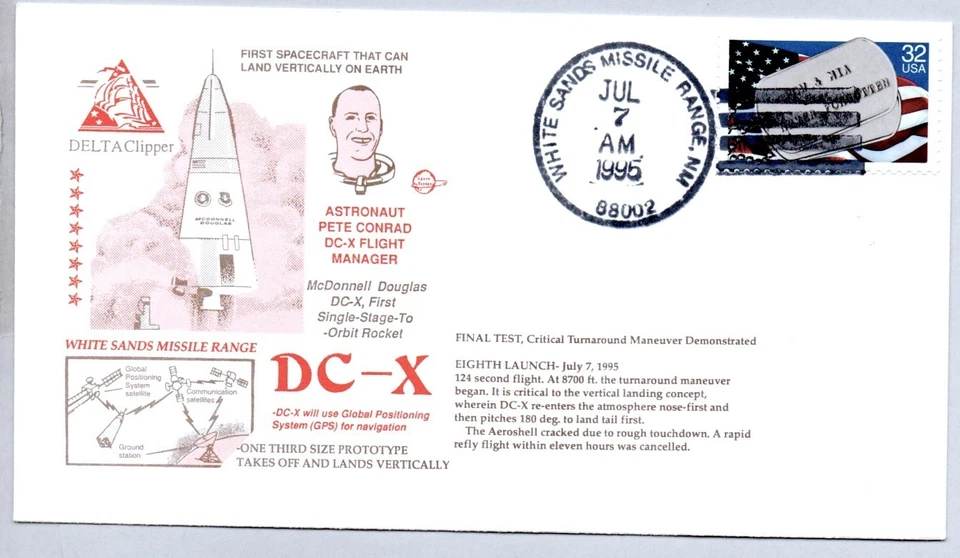 FIRST SPACECRAFT THAT CAN
LAND VERTICALLY ON EARTH
DELTAClipper
MCDONNELL
DOUGLAS
ASTRONAUT
PETE CONRAD
DC-X FLIGHT
MANAGER
McDonnell Douglas
DC-X, First
Single-Stage-To
-Orbit Rocket
WHITE SANDS MISSILE RANGE
Global
Positioning
System
satellite
Communication
satellites
Ground
station
DC-X
-DC-X will use Global Positioning
System (GPS) for navigation
-ONE THIRD SIZE PROTOTYPE
TAKES OFF AND LANDS VERTICALLY
WHITE SANDS MISSILE RANGE, NM
JUL
7
AM
1995
88002
32
USA
MIA & POW
FORGOTTEN
FINAL TEST, Critical Turnaround Maneuver Demonstrated
EIGHTH LAUNCH- July 7, 1995
124 second flight. At 8700 ft. the turnaround maneuver
began. It is critical to the vertical landing concept,
wherein DC-X re-enters the atmosphere nose-first and
then pitches 180 deg. to land tail first.
The Aeroshell cracked due to rough touchdown. A rapid
refly flight within eleven hours was cancelled.